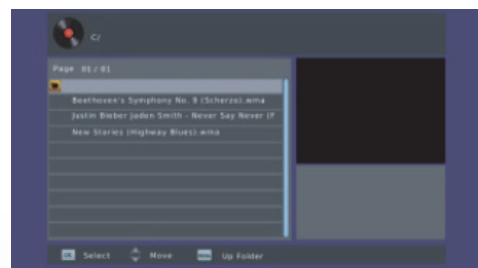 C/
Page 01/01
Beethoven's Symphony No. 9 (Scherzo).wma
Justin Bieber Jaden Smith - Never Say Never (F
New Stories (Highway Blues).wma
OK Select Move MENU Up Folder